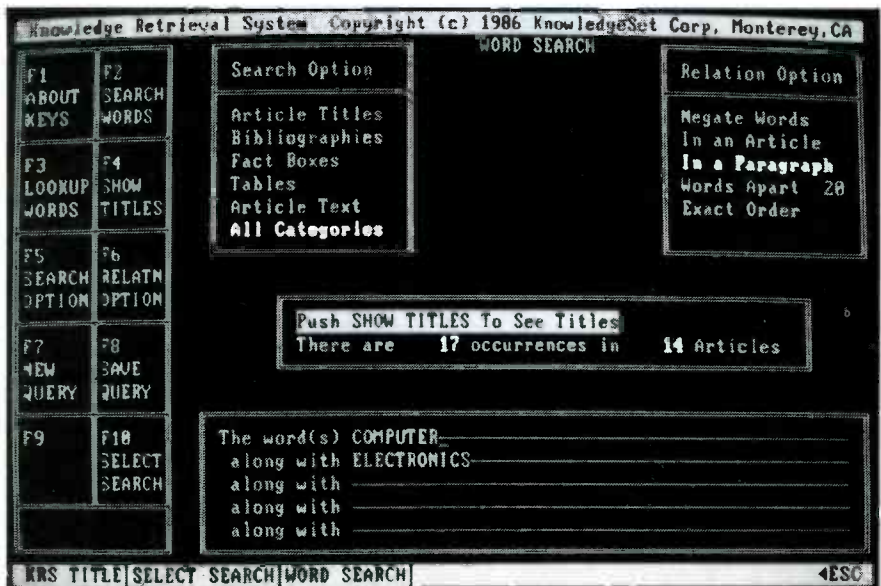 Knowledge Retrieval System Copyright (c) 1986 KnowledgeSet Corp, Monterey,CA
WORD SEARCH
F1
ABOUT
KEYS
F2
SEARCH
WORDS
F3
LOOKUP
WORDS
F4
SHOW
TITLES
F5
SEARCH
OPTION
F6
RELATN
OPTION
F7
NEW
QUERY
F8
SAVE
QUERY
F9
F10
SELECT
SEARCH
Search Option
Article Titles
Bibliographies
Fact Boxes
Tables
Article Text
All Categories
Relation Option
Negate Words
In an Article
In a Paragraph
Words Apart 20
Exact Order
Push SHOW TITLES To See Titles
There are 17 occurrences in 14 Articles
The word(s) COMPUTER
along with ELECTRONICS
along with
along with
along with
KRS TITLE SELECT SEARCH WORD SEARCH ESC